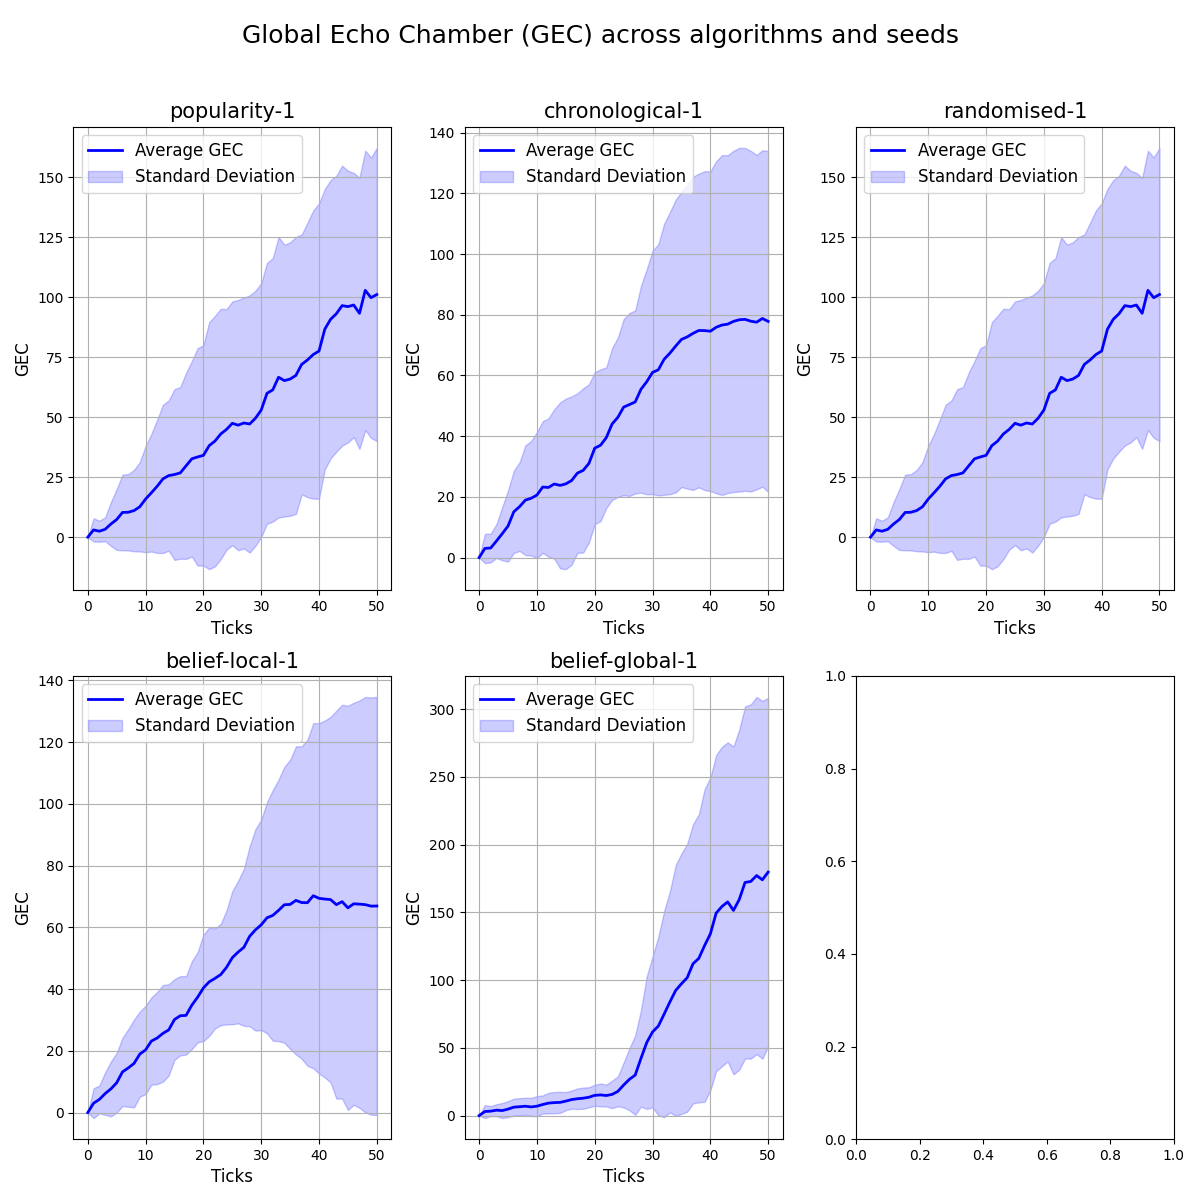 Global Echo Chamber (GEC) across algorithms and seeds
popularity-1
Average GEC
Standard Deviation
GEC
150
125
100
75
50
25
0
0 10 20 30 40 50
Ticks
chronological-1
Average GEC
Standard Deviation
GEC
140
120
100
80
60
40
20
0
0 10 20 30 40 50
Ticks
randomised-1
Average GEC
Standard Deviation
GEC
150
125
100
75
50
25
0
0 10 20 30 40 50
Ticks
belief-local-1
Average GEC
Standard Deviation
GEC
140
120
100
80
60
40
20
0
0 10 20 30 40 50
Ticks
belief-global-1
Average GEC
Standard Deviation
GEC
300
250
200
150
100
50
0
0 10 20 30 40 50
Ticks
1.0
0.8
0.6
0.4
0.2
0.0
0.0 0.2 0.4 0.6 0.8 1.0